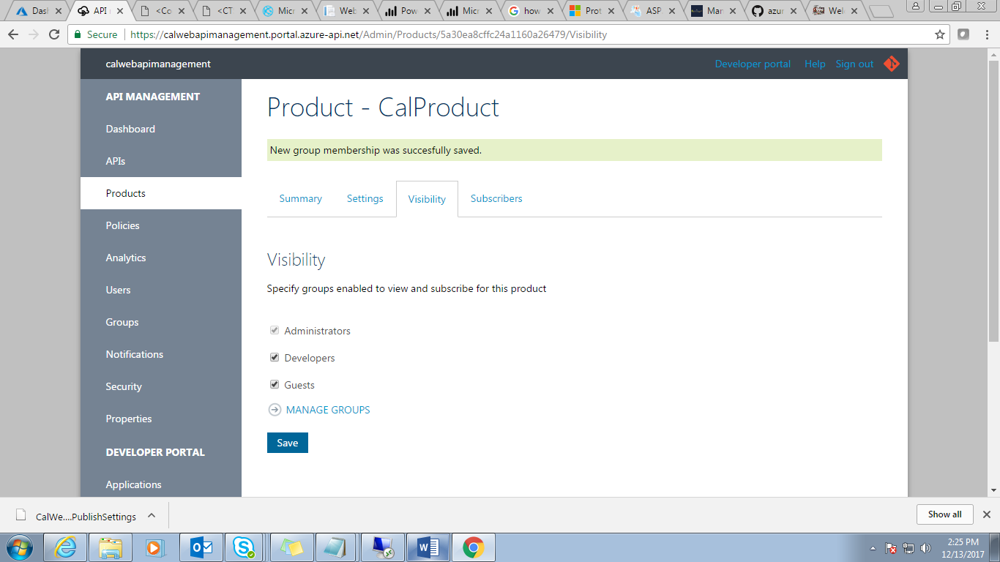 Dash
API
<Co
<CT
Micr
Web
Pow
Micr
how
Prot
ASP.
Man
azur
Wel
Secure
https://calwebapimanagement.portal.azure-api.net/Admin/Products/5a30ea8cffc24a1160a26479/Visibility
calwebapimanagement
Developer portal Help Sign out
API MANAGEMENT
Dashboard
APIs
Products
Policies
Analytics
Users
Groups
Notifications
Security
Properties
DEVELOPER PORTAL
Applications
Product - CalProduct
New group membership was succesfully saved.
Summary Settings Visibility Subscribers
Visibility
Specify groups enabled to view and subscribe for this product
Administrators
Developers
Guests
MANAGE GROUPS
Save
CalWe....PublishSettings
Show all
2:25 PM
12/13/2017